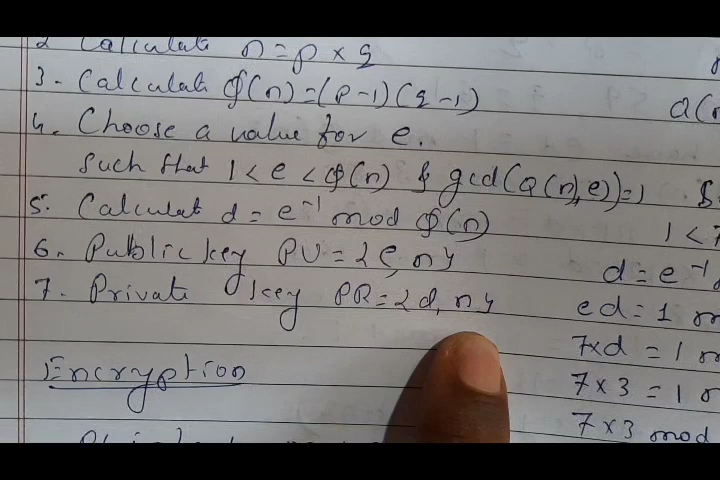 2 Calculate n = p x q
3. Calculate φ(n) = (p-1)(q-1)
4. Choose a value for e.
Such that 1 < e < φ(n) & gcd(φ(n), e)) = 1
5. Calculat d = e⁻¹ mod φ(n)
6. Public key PU = {e, n}
7. Private key PR = {d, n}
Encryption
1 < 7
d = e⁻¹
ed = 1 m
7xd = 1 m
7 x 3 = 1
7 x 3 mod